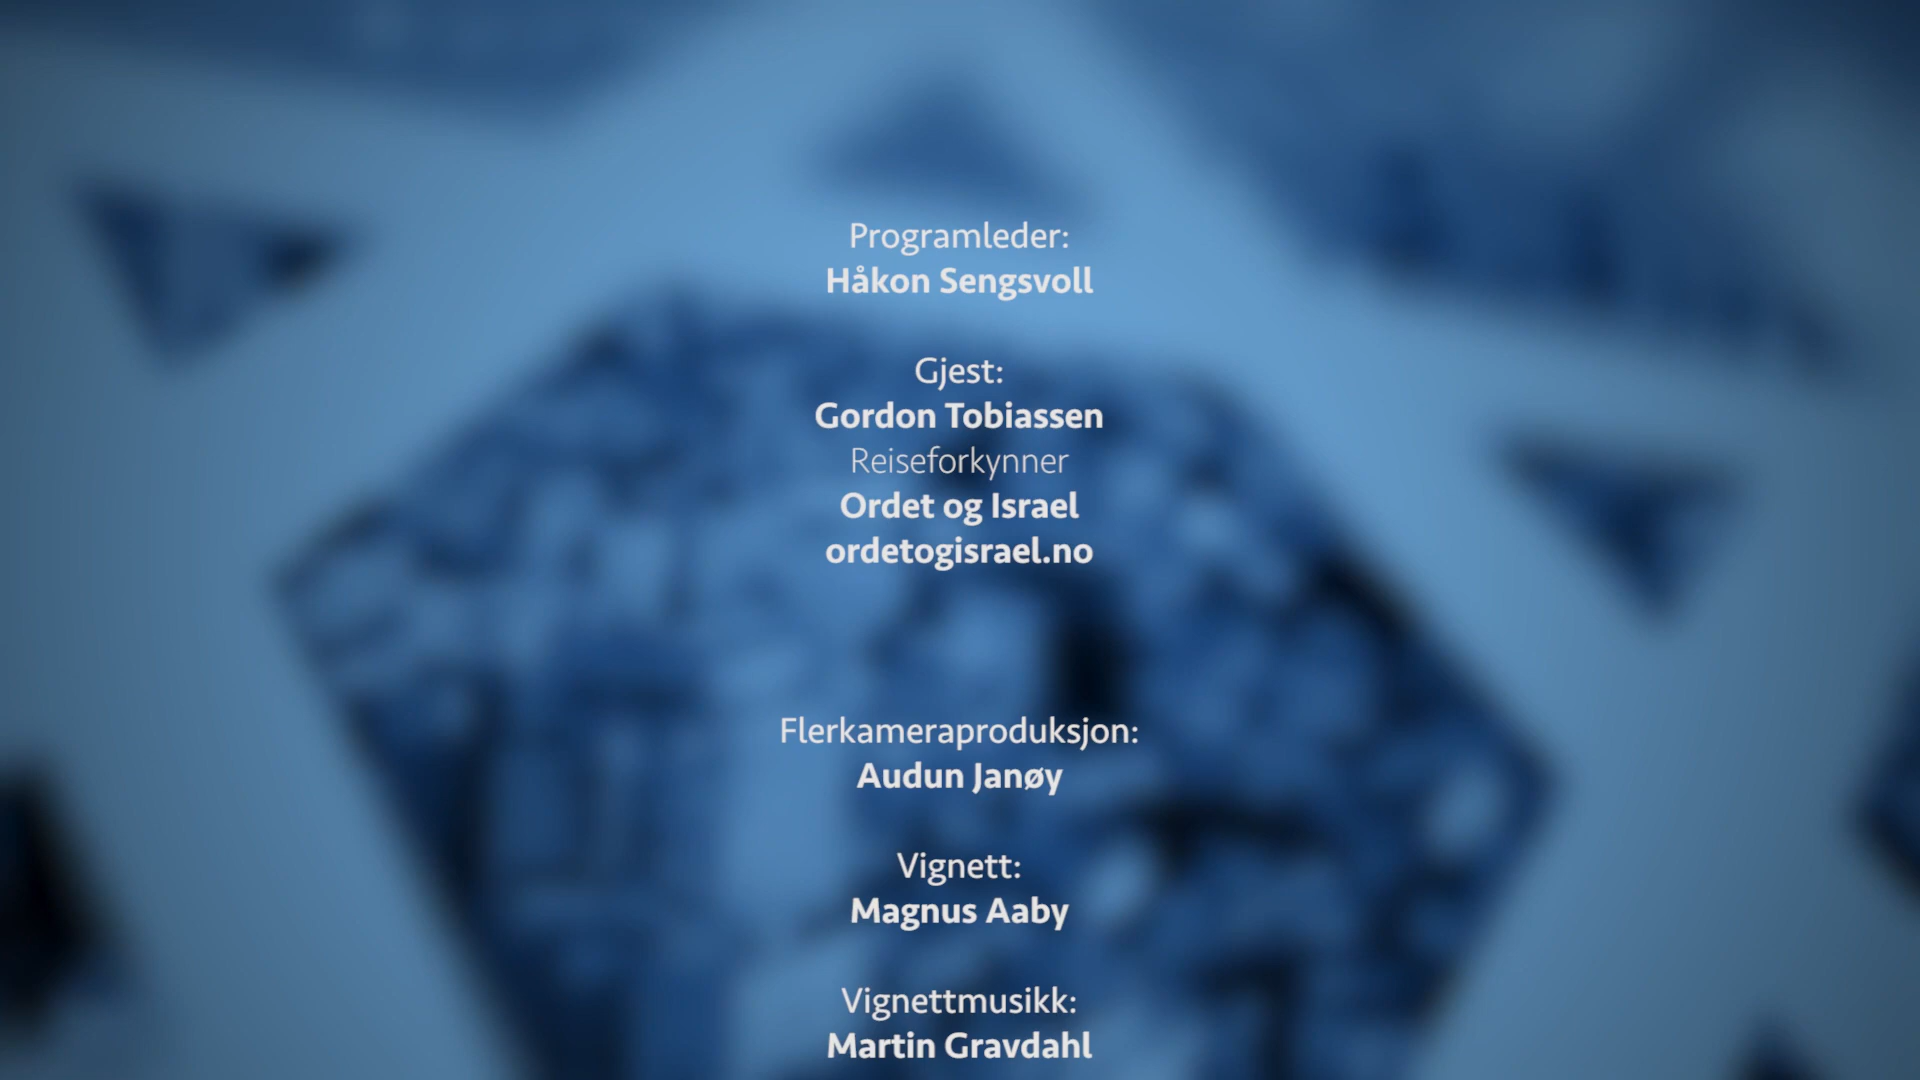 Programleder:
Håkon Sengsvoll
Gjest:
Gordon Tobiassen
Reiseforkynner
Ordet og Israel
ordetogisrael.no
Flerkameraproduksjon:
Audun Janøy
Vignett:
Magnus Aaby
Vignettmusikk:
Martin Gravdahl